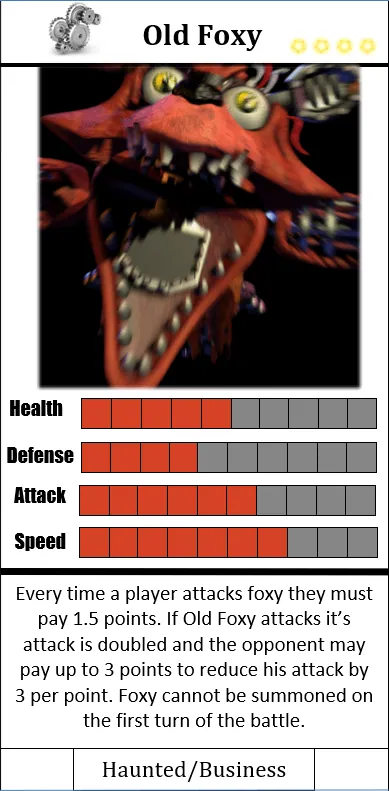 Old Foxy
Health
Defense
Attack
Speed
Every time a player attacks foxy they must
pay 1.5 points. If Old Foxy attacks it’s
attack is doubled and the opponent may
pay up to 3 points to reduce his attack by
3 per point. Foxy cannot be summoned on
the first turn of the battle.
Haunted/Business